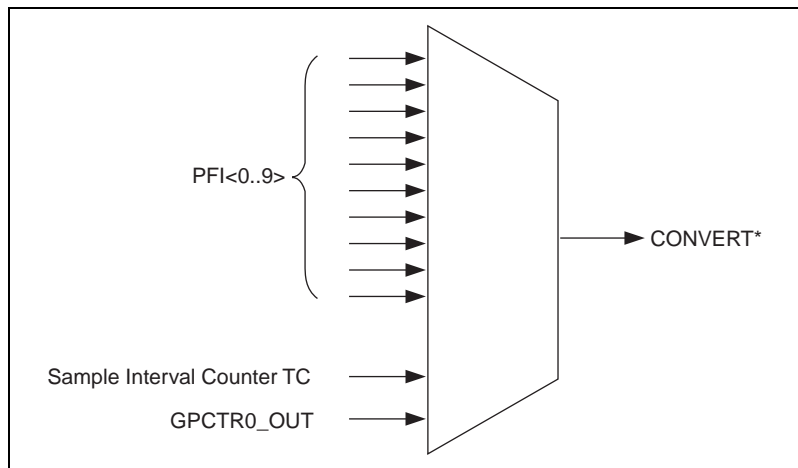 PFI<0..9>
CONVERT*
Sample Interval Counter TC
GPCTR0_OUT